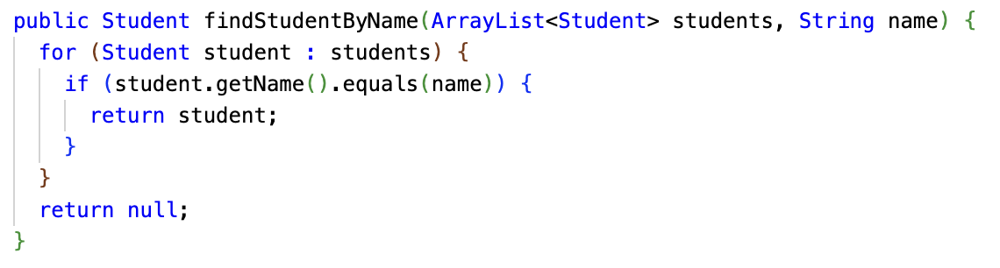 public Student findStudentByName(ArrayList<Student> students, String name) {
  for (Student student : students) {
    if (student.getName().equals(name)) {
      return student;
    }
  }
  return null;
}